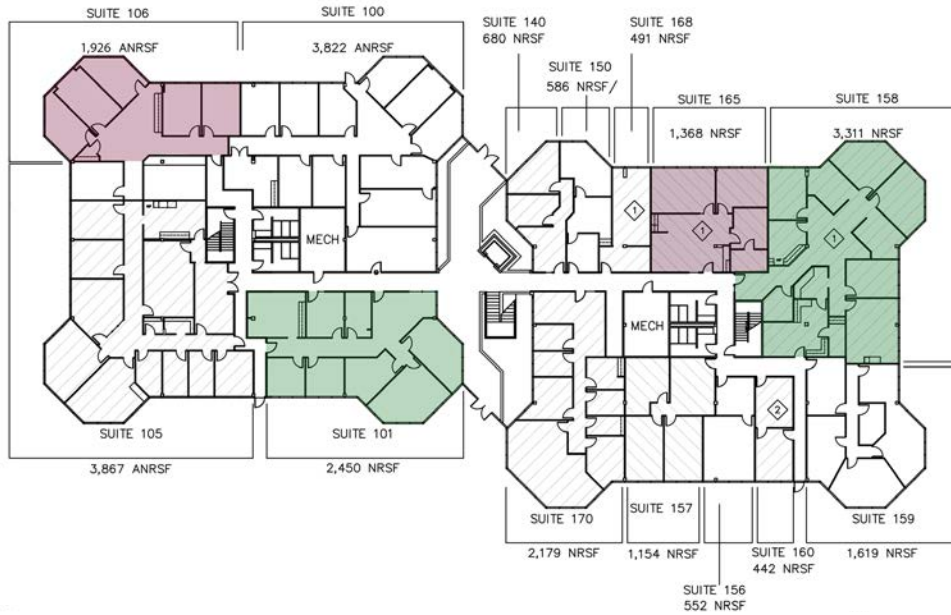 SUITE 106
1,926 ANRSF
SUITE 100
3,822 ANRSF
SUITE 140
680 NRSF
SUITE 150
586 NRSF/
SUITE 168
491 NRSF
SUITE 165
1,368 NRSF
SUITE 158
3,311 NRSF
1
1
1
MECH
MECH
2
SUITE 105
3,867 ANRSF
SUITE 101
2,450 NRSF
SUITE 170
2,179 NRSF
SUITE 157
1,154 NRSF
SUITE 156
552 NRSF
SUITE 160
442 NRSF
SUITE 159
1,619 NRSF